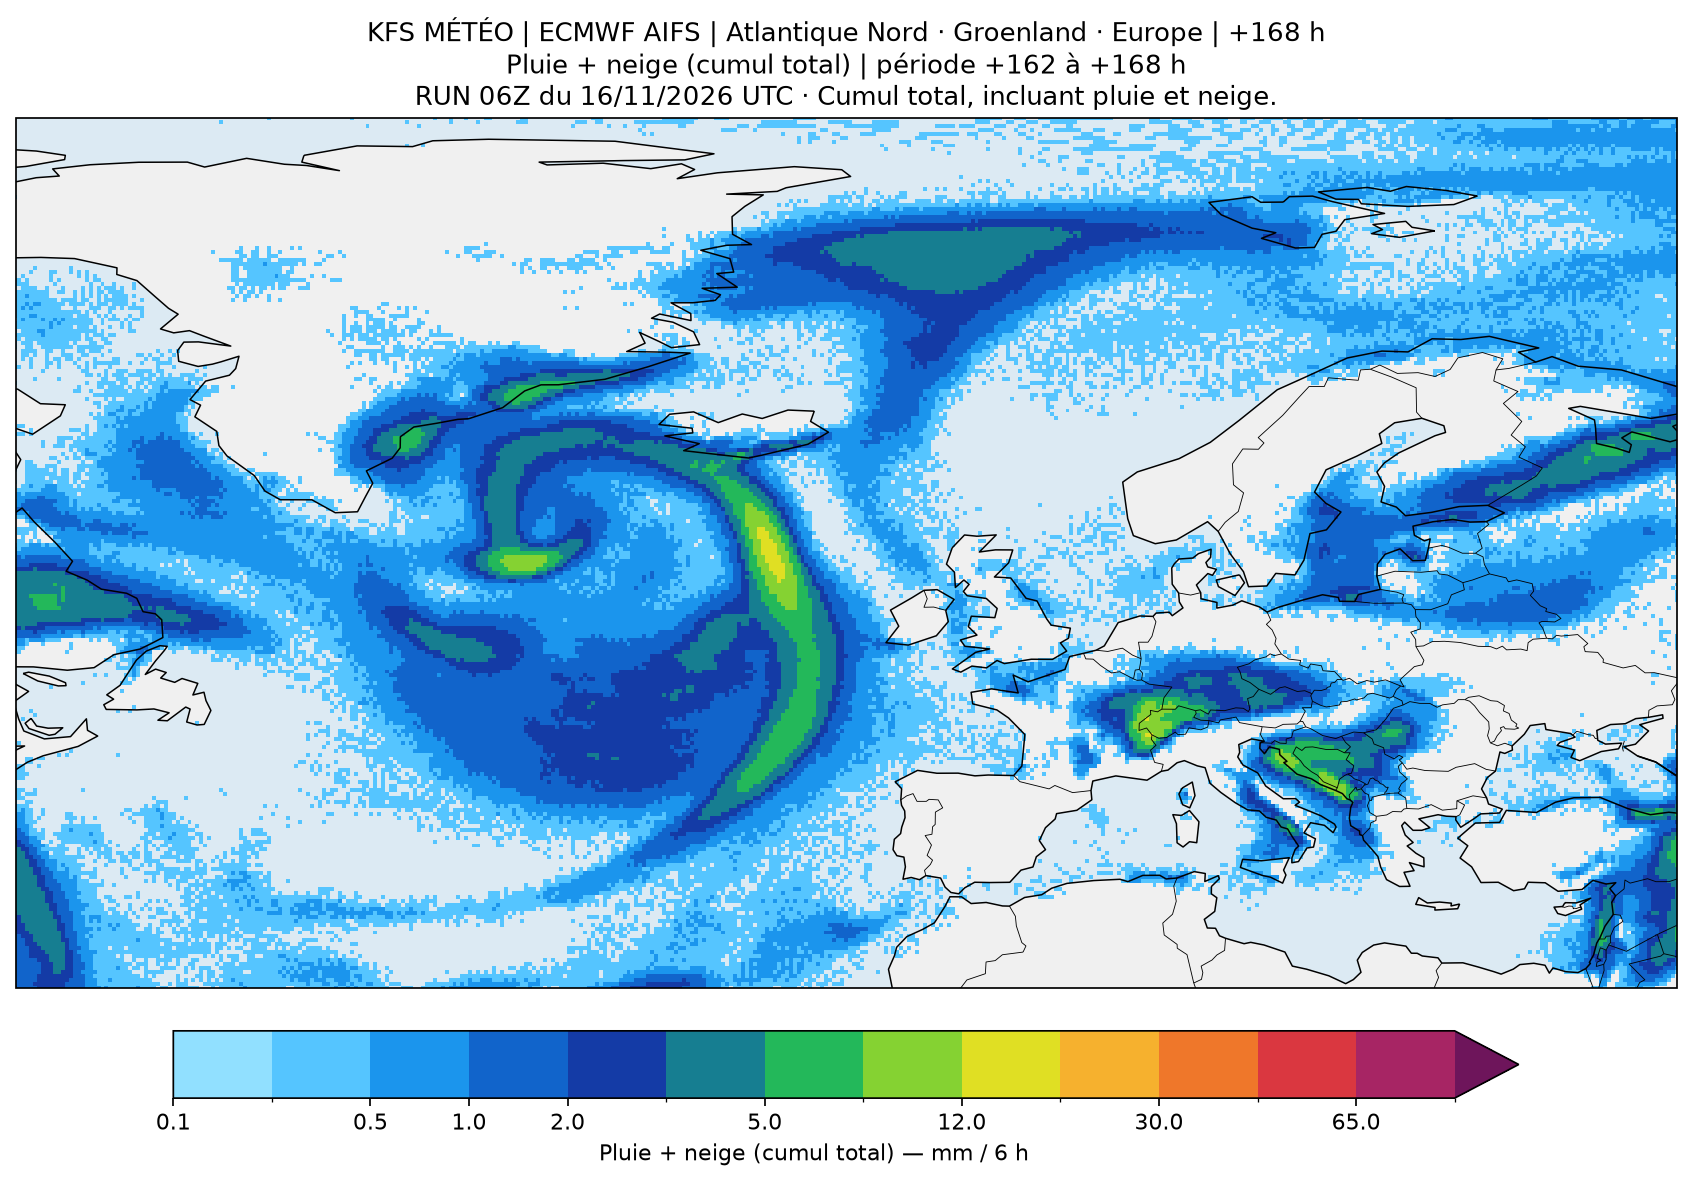 KFS MÉTÉO | ECMWF AIFS | Atlantique Nord · Groenland · Europe | +168 h
Pluie + neige (cumul total) | période +162 à +168 h
RUN 06Z du 16/11/2026 UTC · Cumul total, incluant pluie et neige.
0.1 0.5 1.0 2.0 5.0 12.0 30.0 65.0
Pluie + neige (cumul total) — mm / 6 h